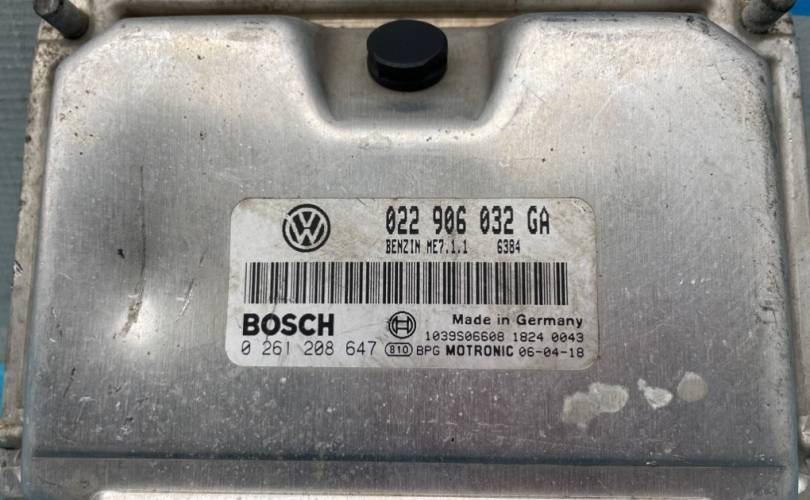 022 906 032 GA
BENZIN ME7.1.1 6384
BOSCH Made in Germany
1039S06608 1824 0043
0 261 208 647 810 BPG MOTRONIC 06-04-18